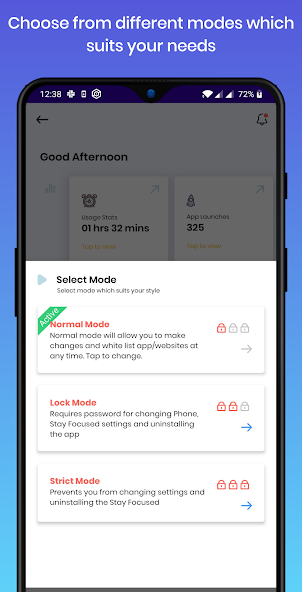 Choose from different modes which
suits your needs
12:38
72%
Good Afternoon
Usage Stats
01 hrs 32 mins
Tap to view
App Launches
325
Tap to view
Select Mode
Select mode which suits your style
Active
Normal Mode
Normal mode will allow you to make
changes and white list app/websites at
any time. Tap to change.
Lock Mode
Requires password for changing Phone,
Stay Focused settings and uninstalling
the app
Strict Mode
Prevents you from changing settings and
uninstalling the Stay Focused